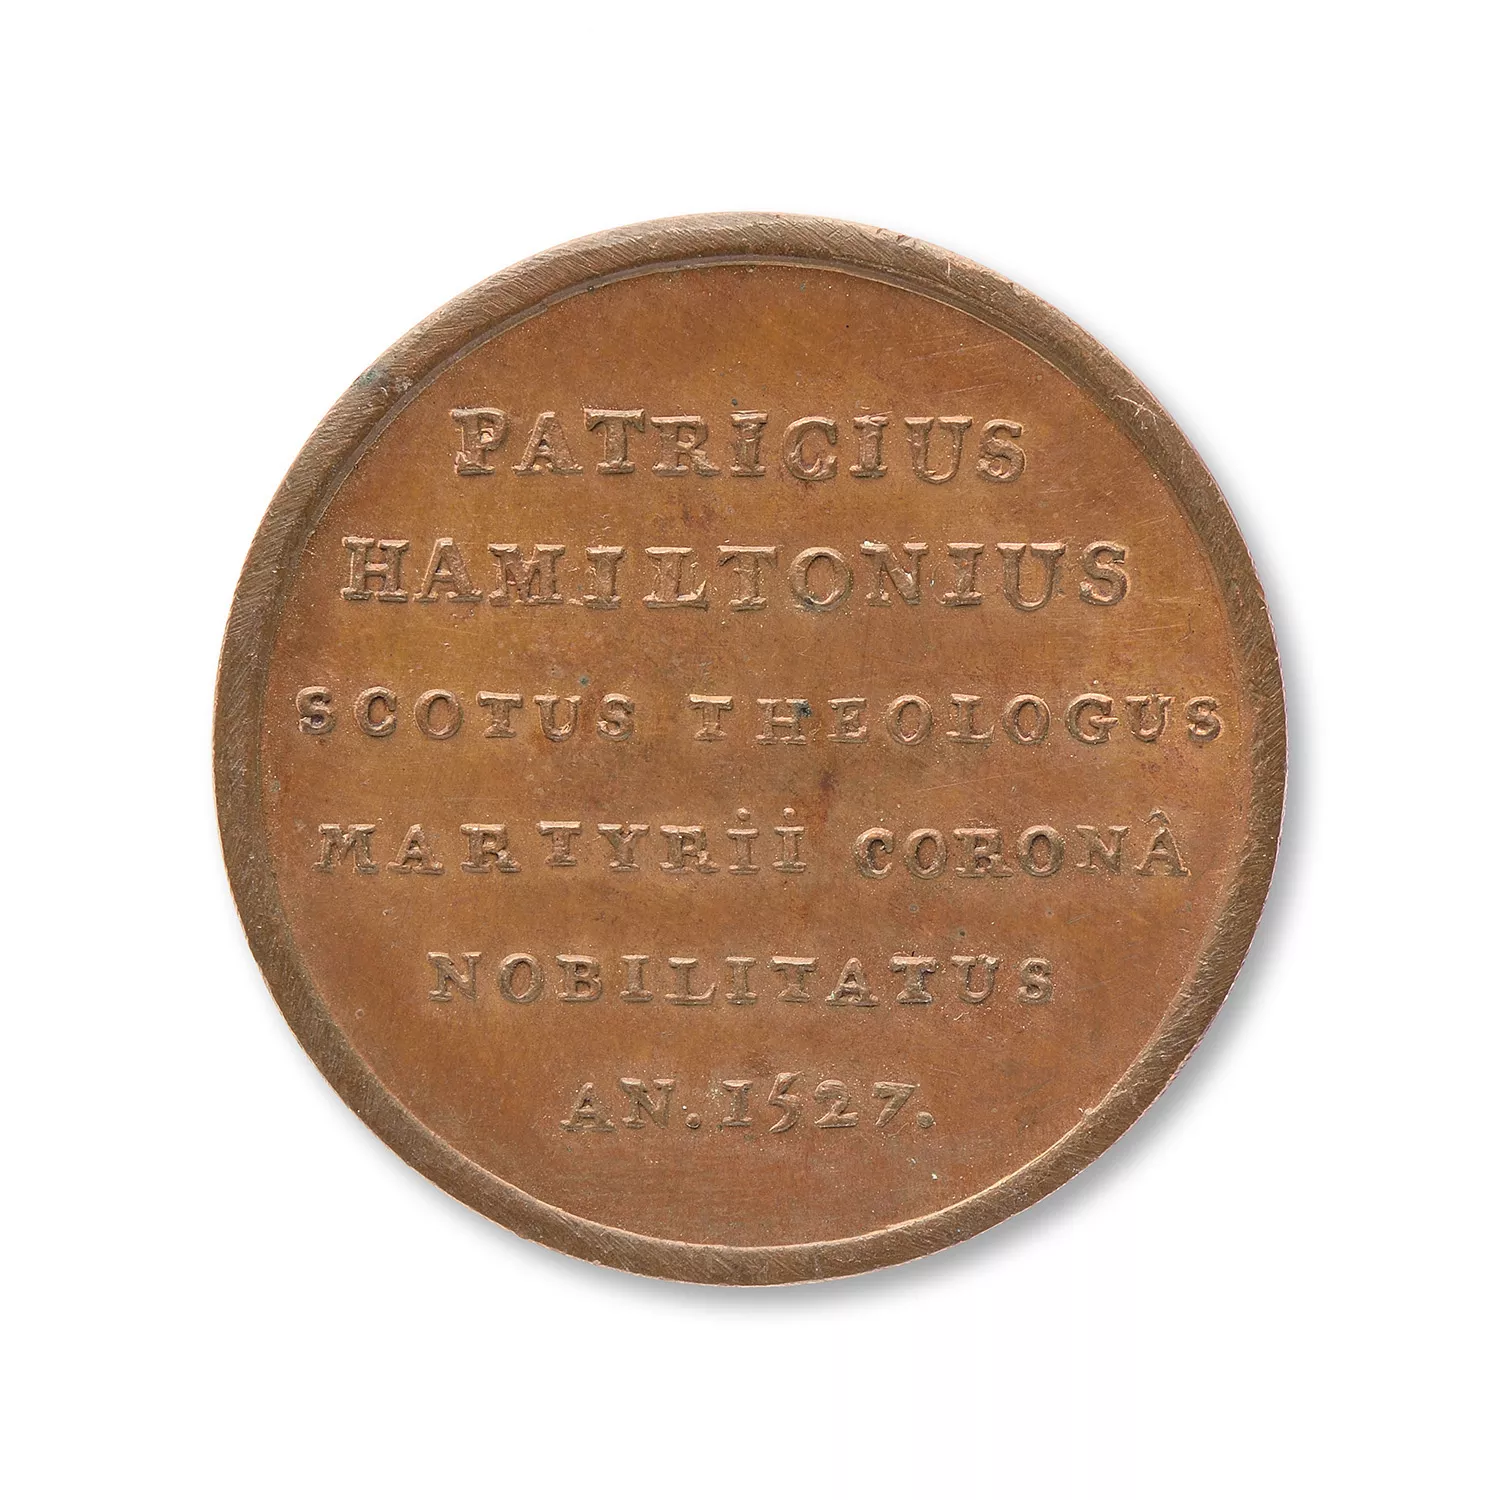 PATRICIUS
HAMILTONIUS
SCOTUS THEOLOGUS
MARTYRii CORONÂ
NOBILITATUS
AN. 1527.